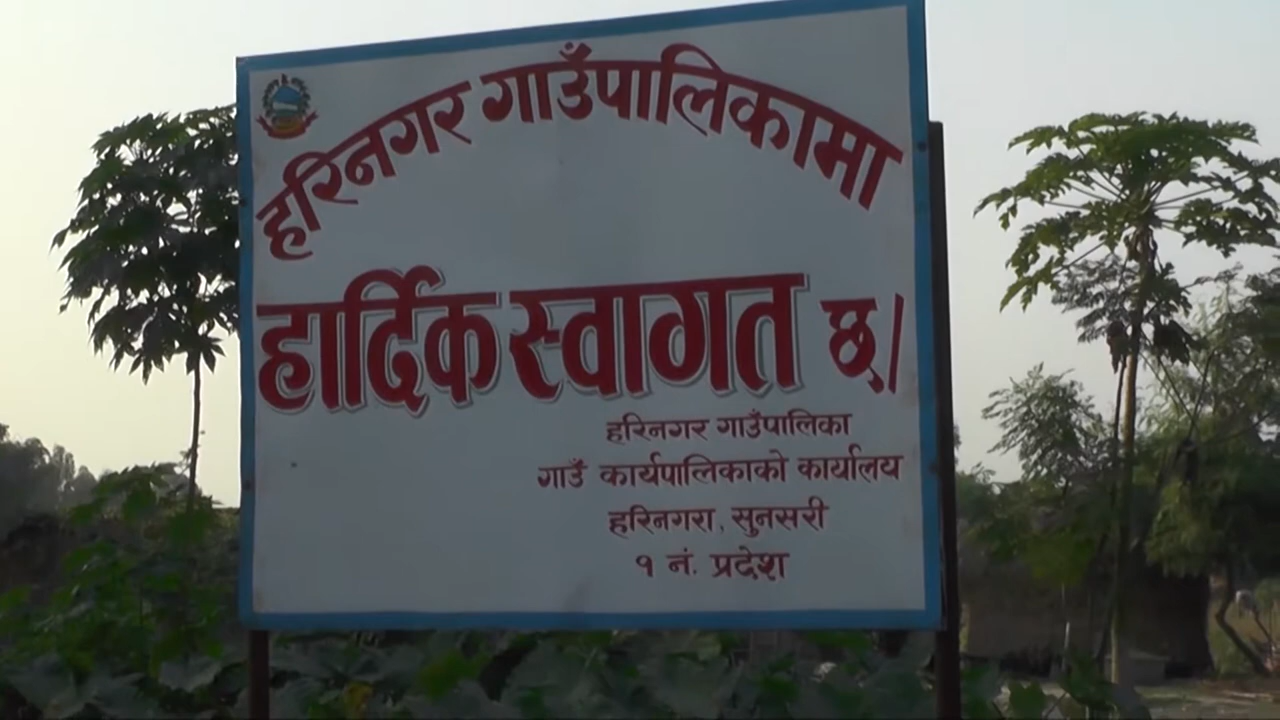 हरिनगर गाउँपालिकामा
हार्दिक स्वागत छ।
हरिनगर गाउँपालिका
गाउँ कार्यपालिकाको कार्यालय
हरिनगरा, सुनसरी
१ नं. प्रदेश